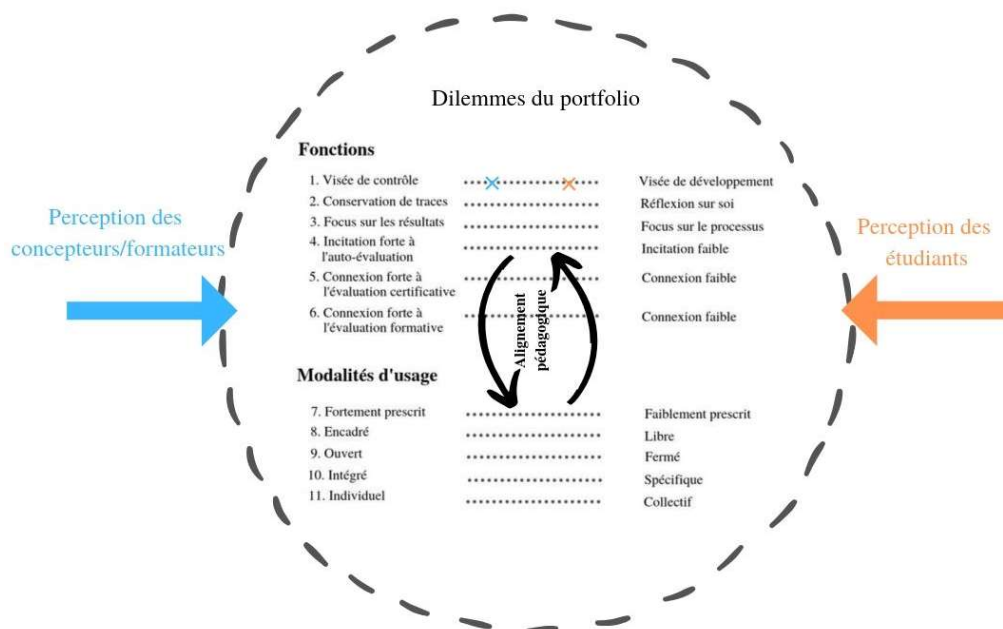 Dilemmes du portfolio
Fonctions
1. Visée de contrôle Visée de développement
2. Conservation de traces Réflexion sur soi
3. Focus sur les résultats Focus sur le processus
4. Incitation forte à Incitation faible
l'auto-évaluation
5. Connexion forte à Connexion faible
l'évaluation certificative
6. Connexion forte à Connexion faible
l'évaluation formative
Alignement
pédagogique
Modalités d'usage
7. Fortement prescrit Faiblement prescrit
8. Encadré Libre
9. Ouvert Fermé
10. Intégré Spécifique
11. Individuel Collectif
Perception des
concepteurs/formateurs
Perception des
étudiants